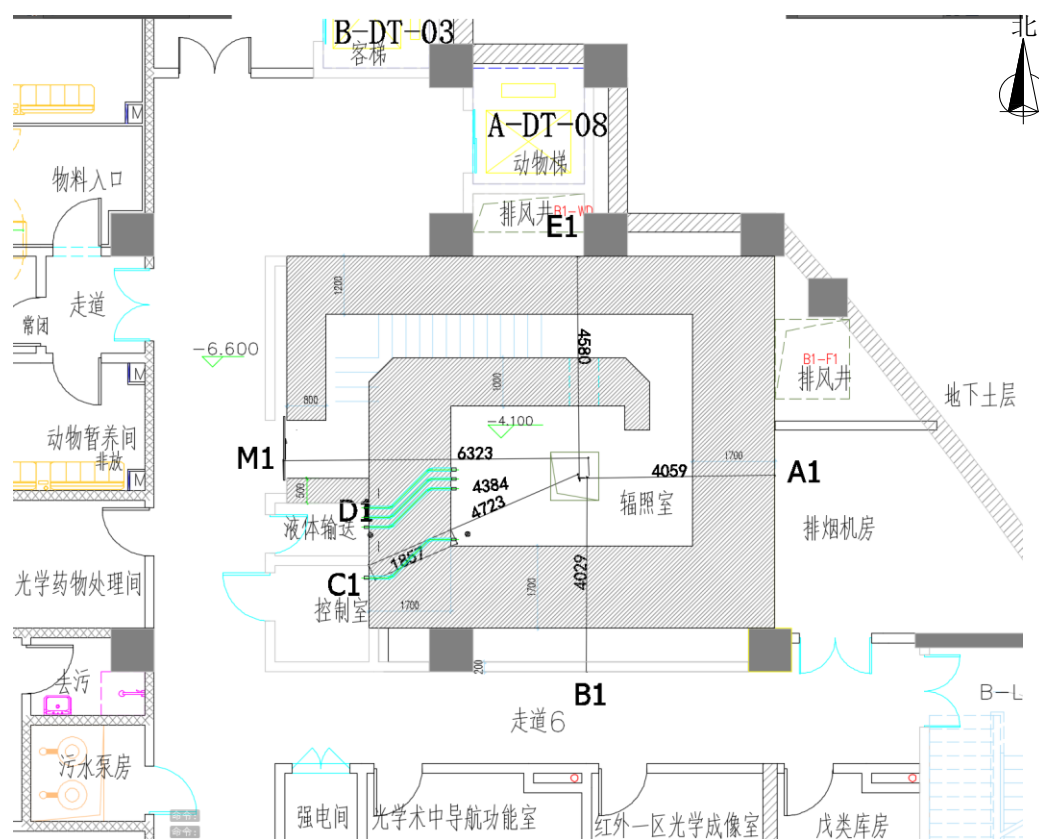 B-DT-03
客梯
北
M
A-DT-08
动物梯
物料入口
排风井
B1-WD
E1
走道
常闭
1200
-6.600
4580
B1-F1
排风井
M
1000
地下土层
800
-4.100
动物暂养间
非放
M1
6323
4059
1700
A1
M
4384
4723
辐照室
500
D1
液体输送
排烟机房
1857
4029
C1
光学药物处理间
控制室
1700
1700
去污
200
B1
B-L
走道6
污水泵房
强电间
光学术中导航功能室
红外一区光学成像室
戊类库房
命令:
命令: